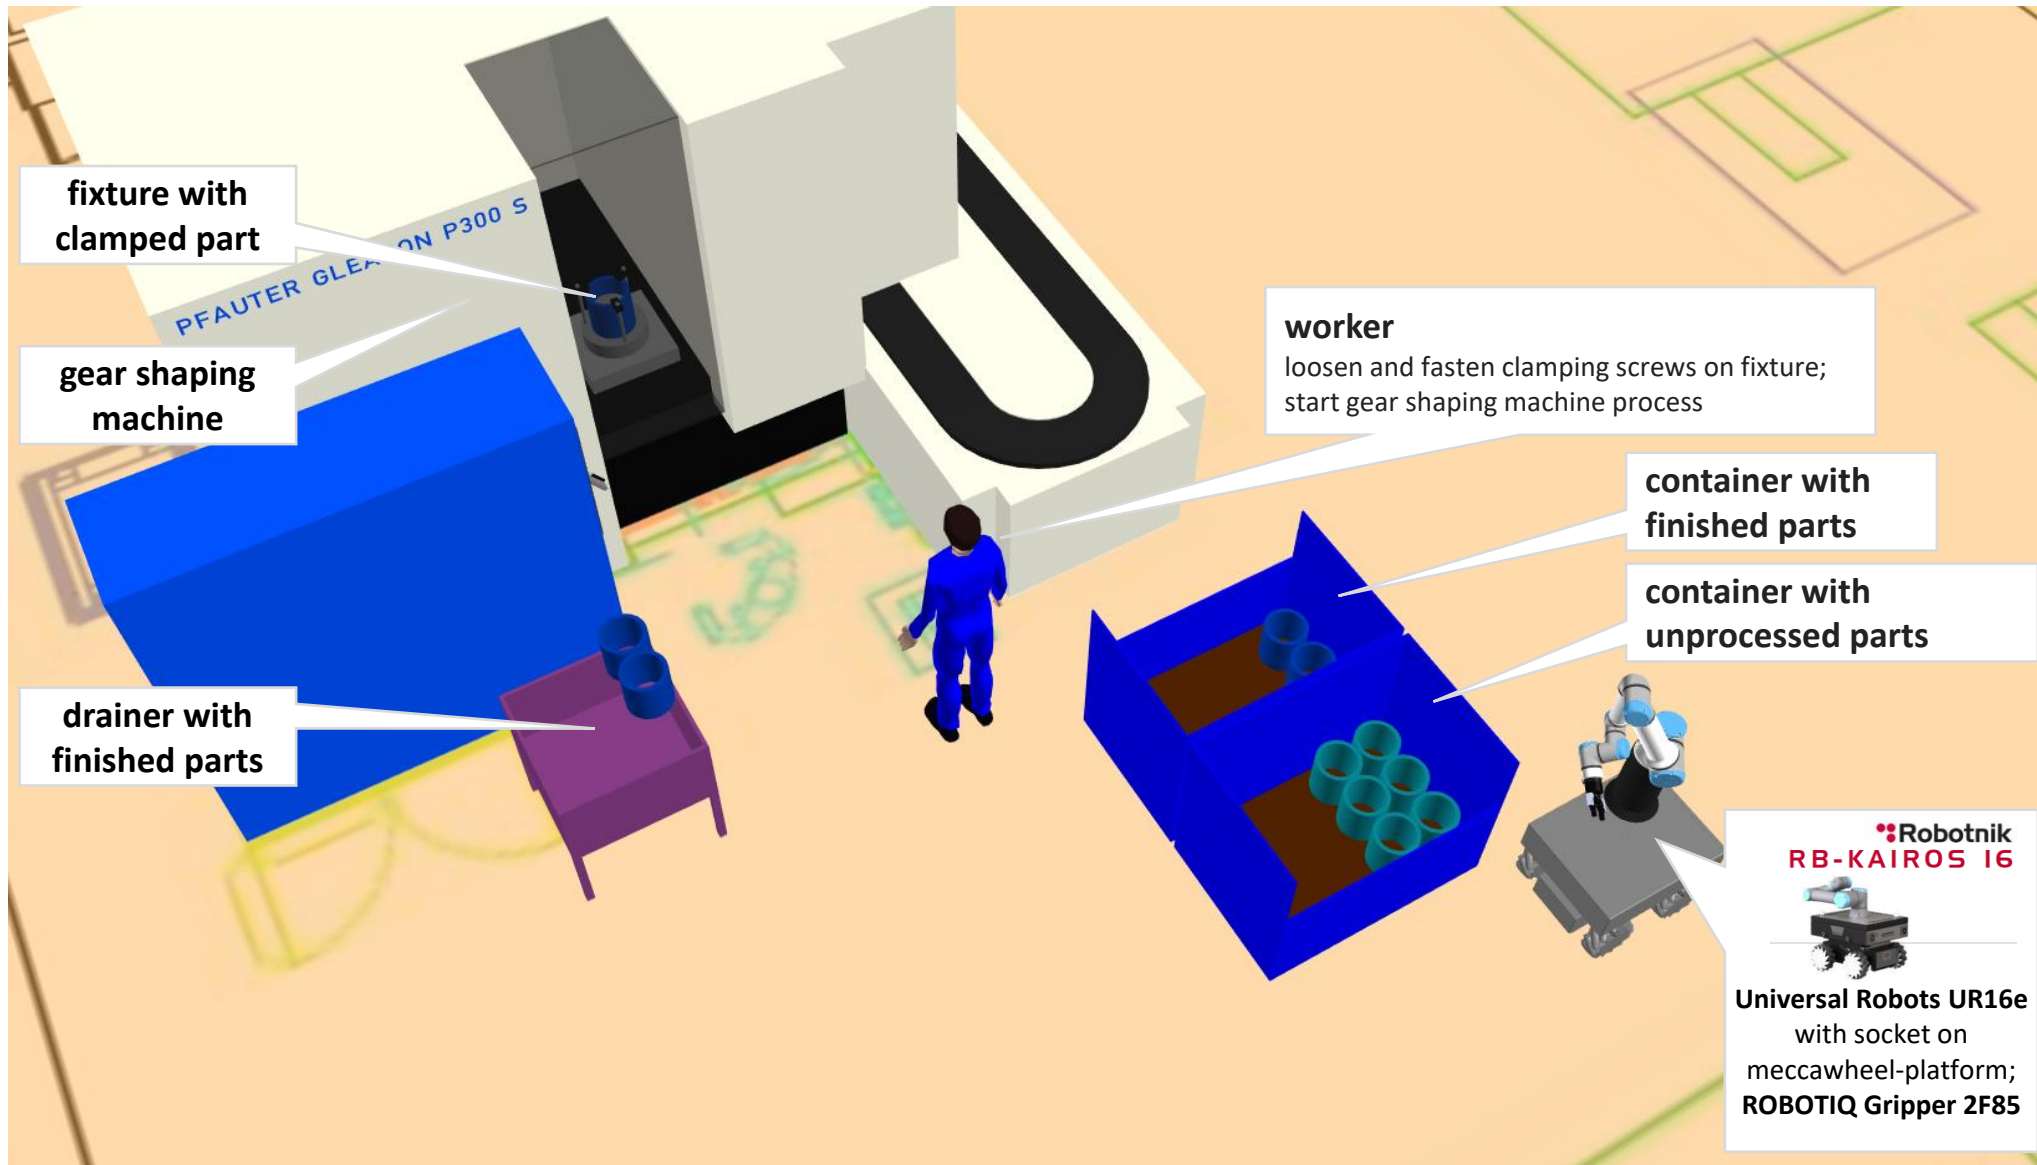 fixture with
clamped part
PFAUTER GLEA ON P300 S
gear shaping
machine
drainer with
finished parts
worker
loosen and fasten clamping screws on fixture;
start gear shaping machine process
container with
finished parts
container with
unprocessed parts
Robotnik
RB-KAIROS 16
Universal Robots UR16e
with socket on
meccawheel-platform;
ROBOTIQ Gripper 2F85